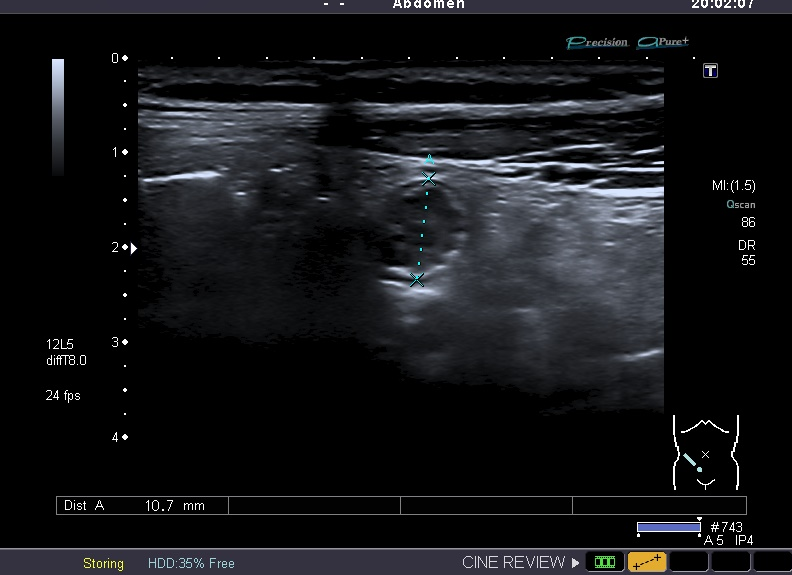 - - Abdomen 20:02:07
Precision APure+
T
0
1
2
3
4
A
MI:(1.5)
Qscan
86
DR
55
12L5
diffT8.0
24 fps
Dist A 10.7 mm
#743
A 5 IP4
Storing HDD:35% Free CINE REVIEW